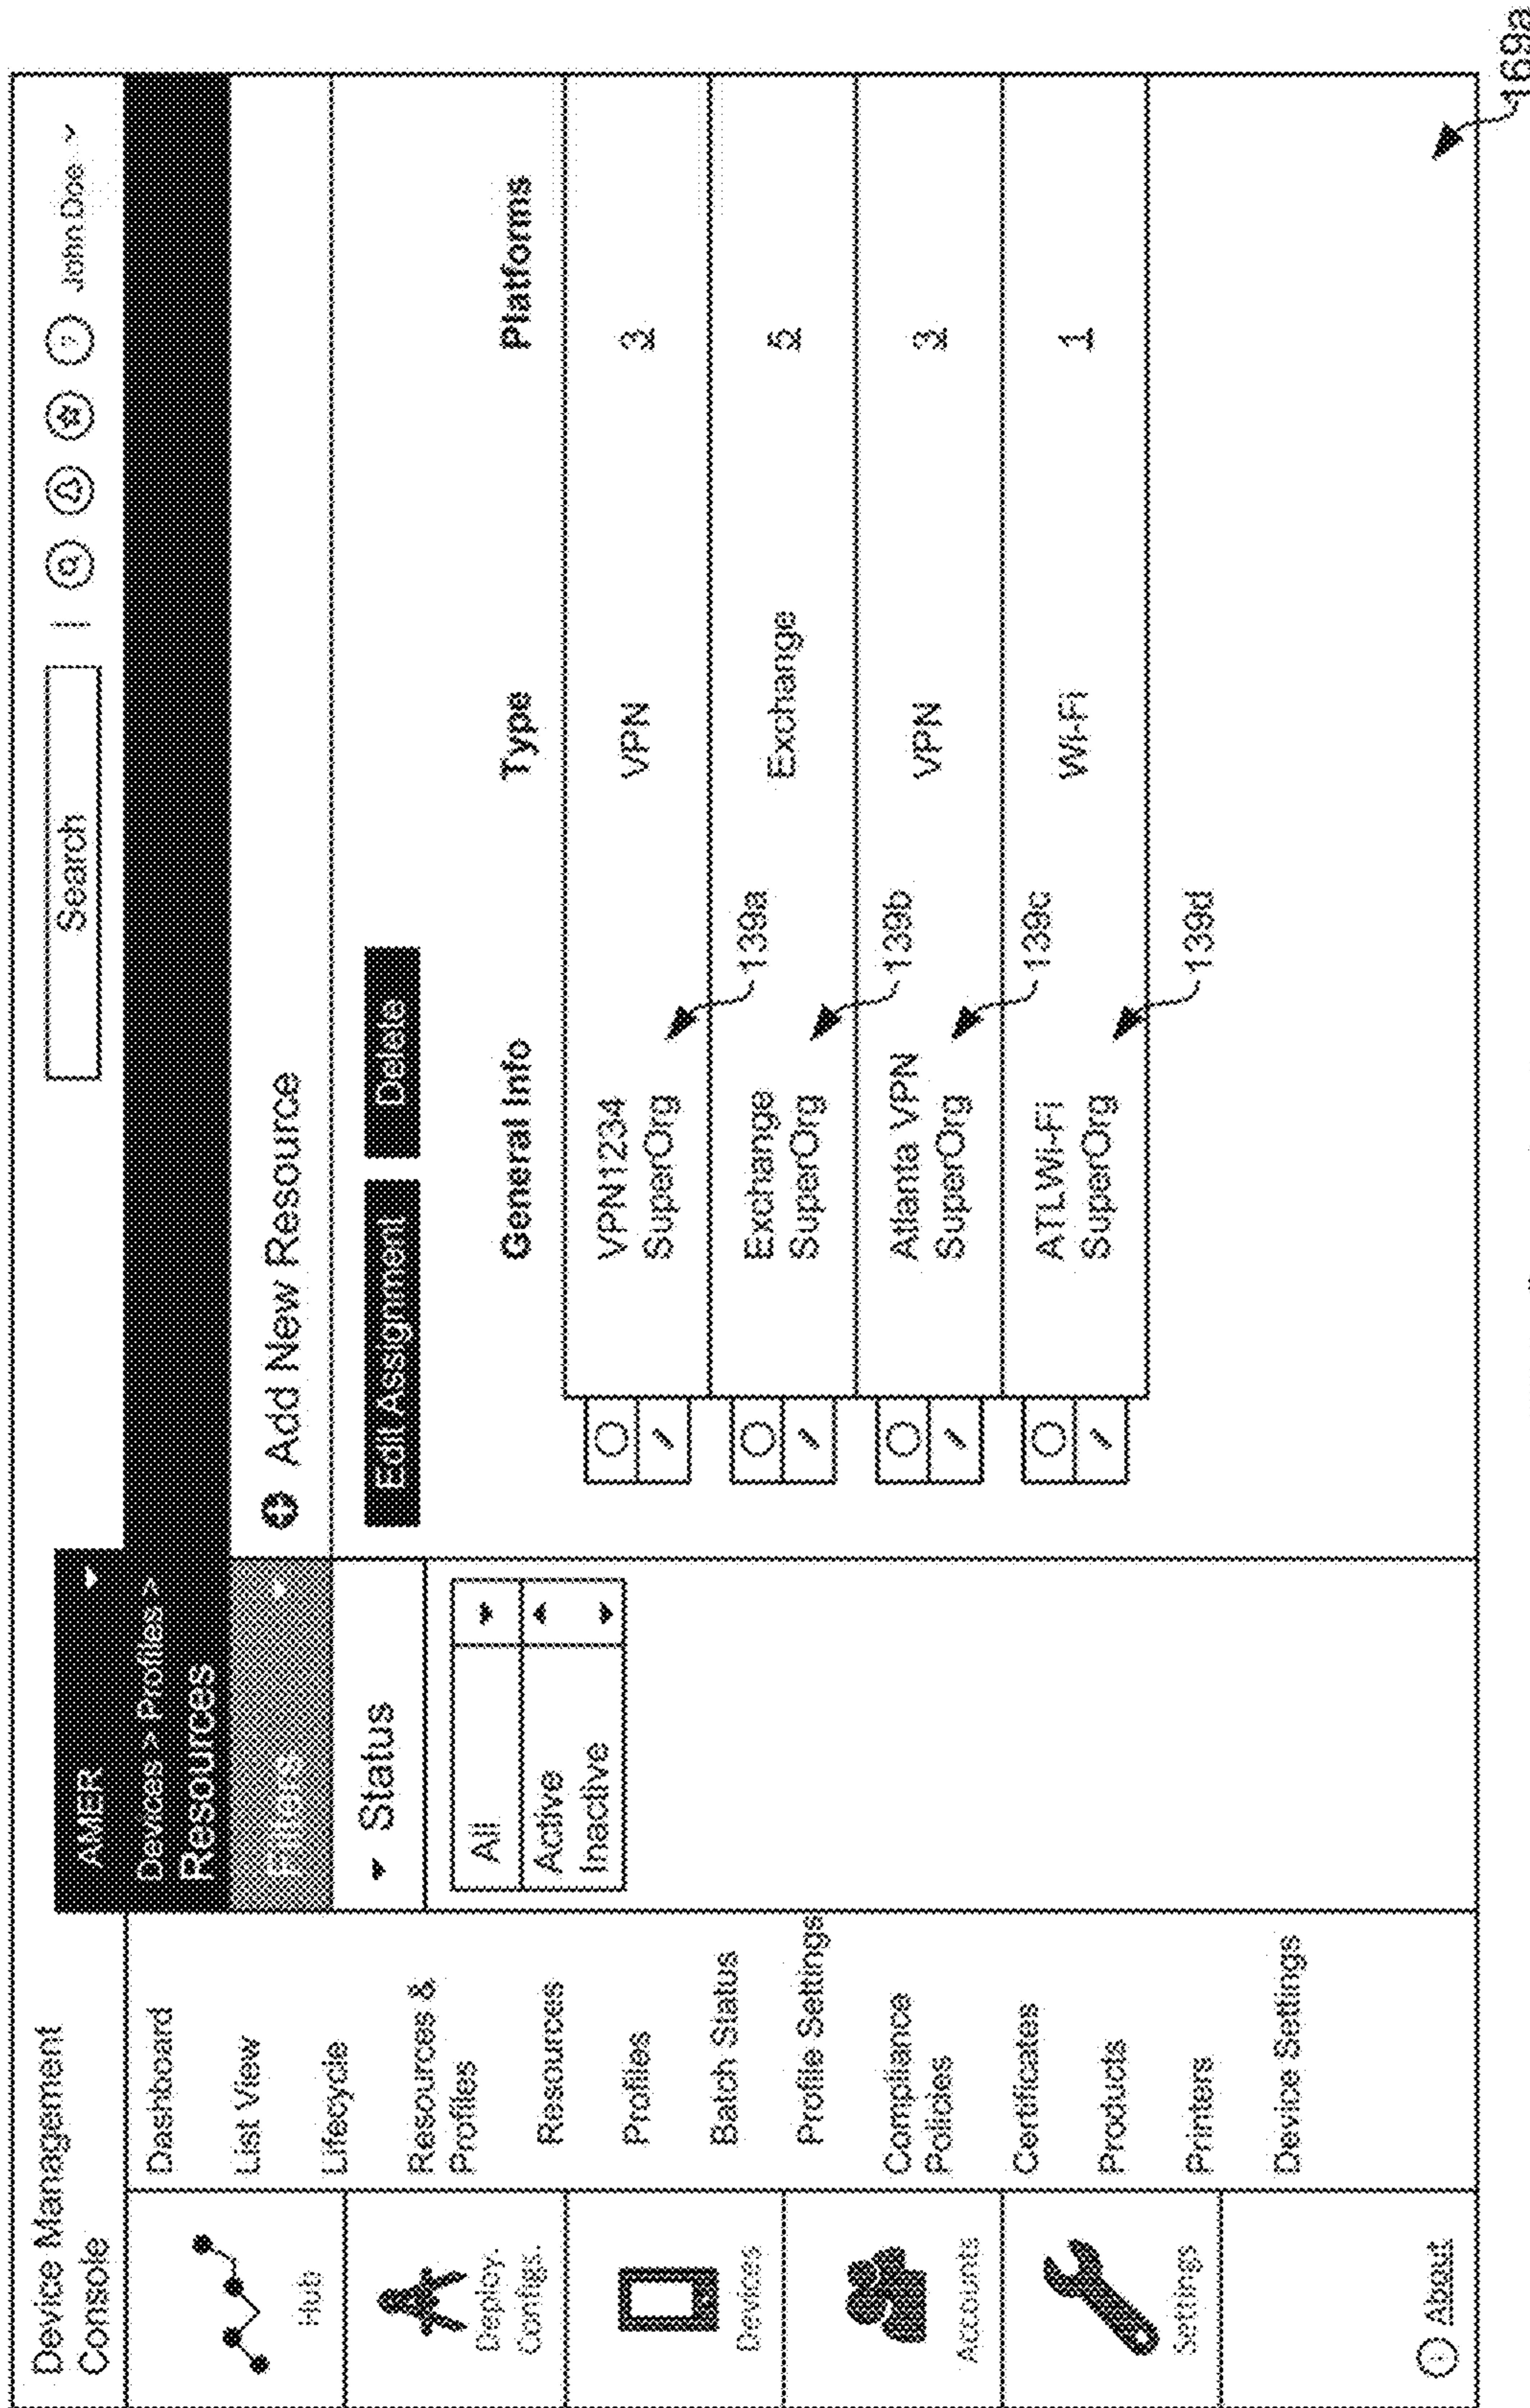 Device Management
Console
AMER
Search
John Doe
Devices > Profiles >
Resources
Filters
Add New Resource
Status
All
Active
Inactive
Edit Assignment
Delete
General Info
Type
Platforms
VPN1234
SuperOrg
VPN
3
139a
Exchange
SuperOrg
Exchange
5
139b
Atlanta VPN
SuperOrg
VPN
3
139c
ATLWi-Fi
SuperOrg
Wi-Fi
1
139d
Hub
Deploy.
Configs.
Devices
Accounts
Settings
About
Dashboard
List View
Lifecycle
Resources &
Profiles
Resources
Profiles
Batch Status
Profile Settings
Compliance
Policies
Certificates
Products
Printers
Device Settings
169a